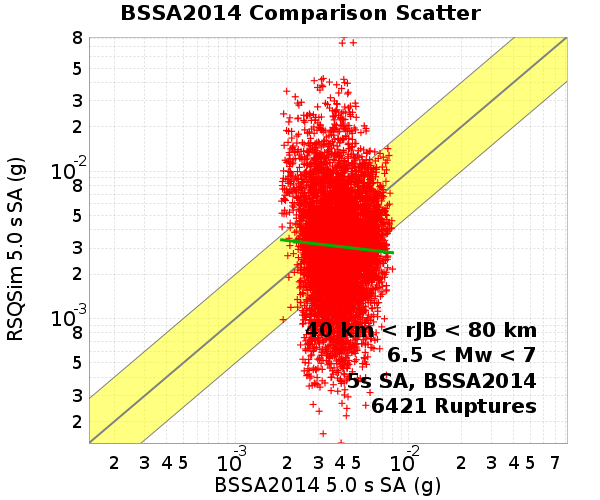 BSSA2014 Comparison Scatter
RSQSim 5.0 s SA (g)
8
5
3
2
10-2
8
5
3
2
10-3
8
5
3
2
40 km < rJB < 80 km
6.5 < Mw < 7
5s SA, BSSA2014
6421 Ruptures
2 3 4 5 10-3 2 3 4 5 10-2 2 3 4 5 7
BSSA2014 5.0 s SA (g)